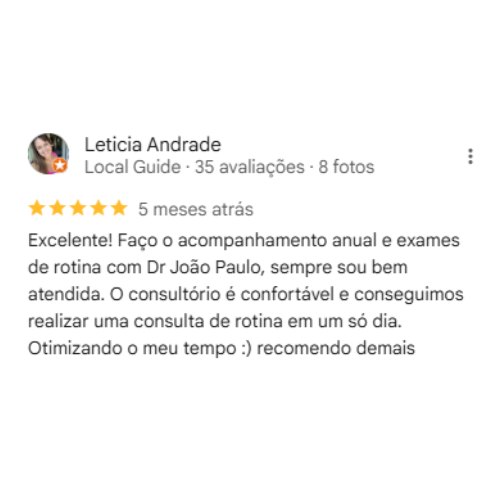 Leticia Andrade
Local Guide · 35 avaliações · 8 fotos
5 meses atrás
Excelente! Faço o acompanhamento anual e exames
de rotina com Dr João Paulo, sempre sou bem
atendida. O consultório é confortável e conseguimos
realizar uma consulta de rotina em um só dia.
Otimizando o meu tempo :) recomendo demais